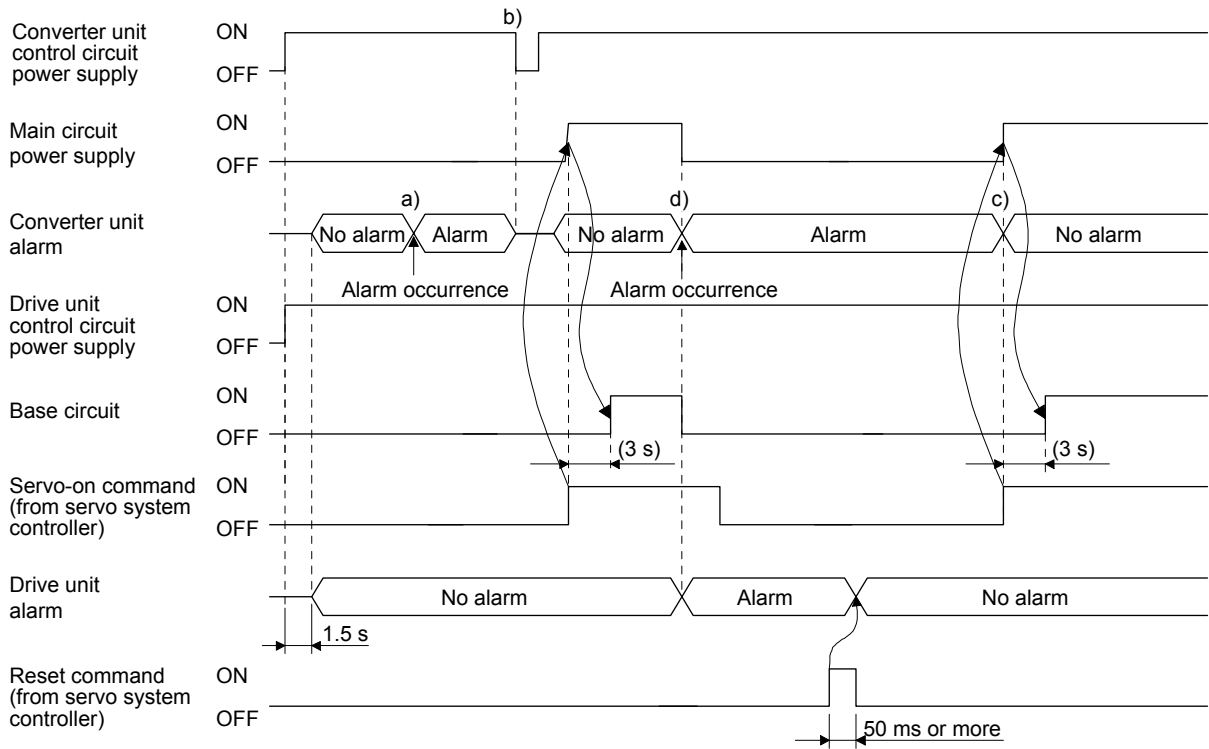 b)
Converter unit
control circuit
power supply
ON
OFF
Main circuit
power supply
ON
OFF
a)
d)
c)
Converter unit
alarm
No alarm
Alarm
No alarm
Alarm
No alarm
Alarm occurrence
Alarm occurrence
Drive unit
control circuit
power supply
ON
OFF
Base circuit
ON
OFF
(3 s)
(3 s)
Servo-on command
(from servo system
controller)
ON
OFF
Drive unit
alarm
No alarm
Alarm
No alarm
1.5 s
Reset command
(from servo system
controller)
ON
OFF
50 ms or more